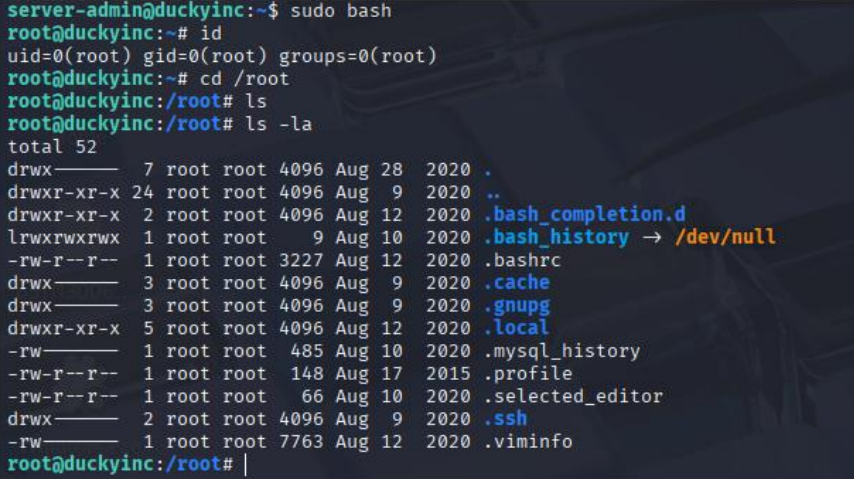 server-admin@duckyinc:~$ sudo bash
root@duckyinc:~# id
uid=0(root) gid=0(root) groups=0(root)
root@duckyinc:~# cd /root
root@duckyinc:/root# ls
root@duckyinc:/root# ls -la
total 52
drwx------  7 root root 4096 Aug 28  2020 .
drwxr-xr-x 24 root root 4096 Aug  9  2020 ..
drwxr-xr-x  2 root root 4096 Aug 12  2020 .bash_completion.d
lrwxrwxrwx  1 root root    9 Aug 10  2020 .bash_history → /dev/null
-rw-r--r--  1 root root 3227 Aug 12  2020 .bashrc
drwx------  3 root root 4096 Aug  9  2020 .cache
drwx------  3 root root 4096 Aug  9  2020 .gnupg
drwxr-xr-x  5 root root 4096 Aug 12  2020 .local
-rw-------  1 root root  485 Aug 10  2020 .mysql_history
-rw-r--r--  1 root root  148 Aug 17  2015 .profile
-rw-r--r--  1 root root   66 Aug 10  2020 .selected_editor
drwx------  2 root root 4096 Aug  9  2020 .ssh
-rw-------  1 root root 7763 Aug 12  2020 .viminfo
root@duckyinc:/root#